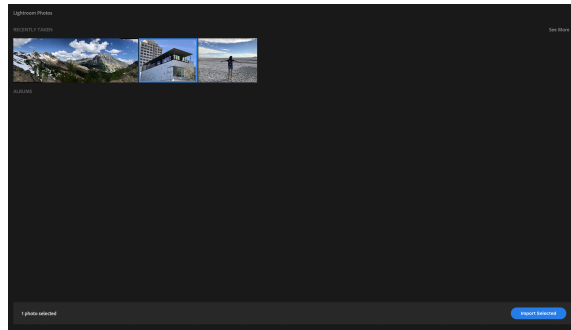 Lightroom Photos
RECENTLY TAKEN
See More
ALBUMS
1 photo selected
Import Selected